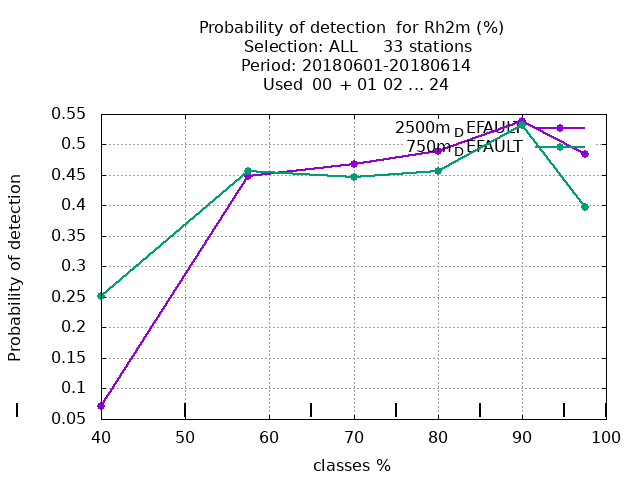 Probability of detection for Rh2m (%)
Selection: ALL 33 stations
Period: 20180601-20180614
Used 00 + 01 02 ... 24
0.55
0.5
0.45
0.4
0.35
0.3
0.25
0.2
0.15
0.1
0.05
Probability of detection
2500m_DEFAULT
750m_DEFAULT
40 50 60 70 80 90 100
classes %